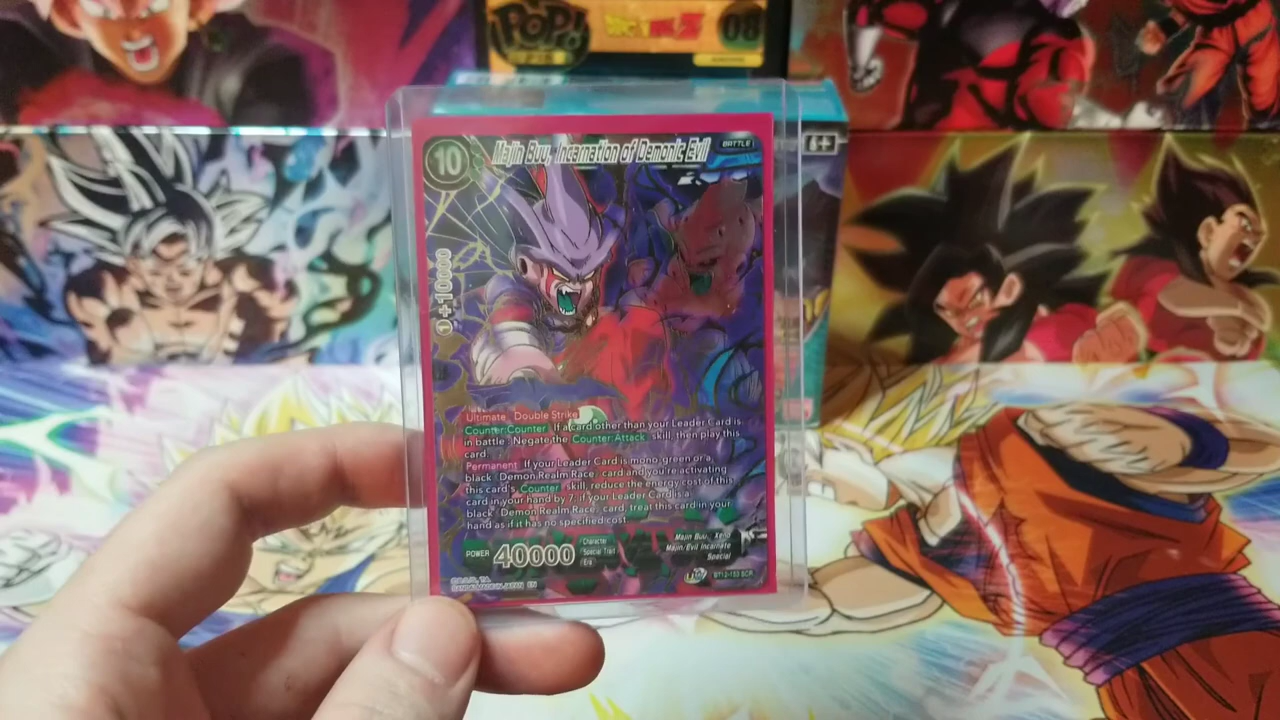 POP!
08
6+
10
Majin Buu, Incarnation of Demonic Evil
BATTLE
1 +10000
Ultimate Double Strike
Counter:Counter If a card other than your Leader Card is
in battle : Negate the Counter:Attack skill, then play this
card.
Permanent If your Leader Card is mono-green or a
black 《Demon Realm Race》 card and you're activating
this card's Counter skill, reduce the energy cost of this
card in your hand by 7; if your Leader Card is a
black 《Demon Realm Race》 card, treat this card in your
hand as if it has no specified cost.
POWER 40000
Character Majin Buu : Xeno
Special Trait Majin/Evil Incarnate
Era Special
BT12-153 SCR